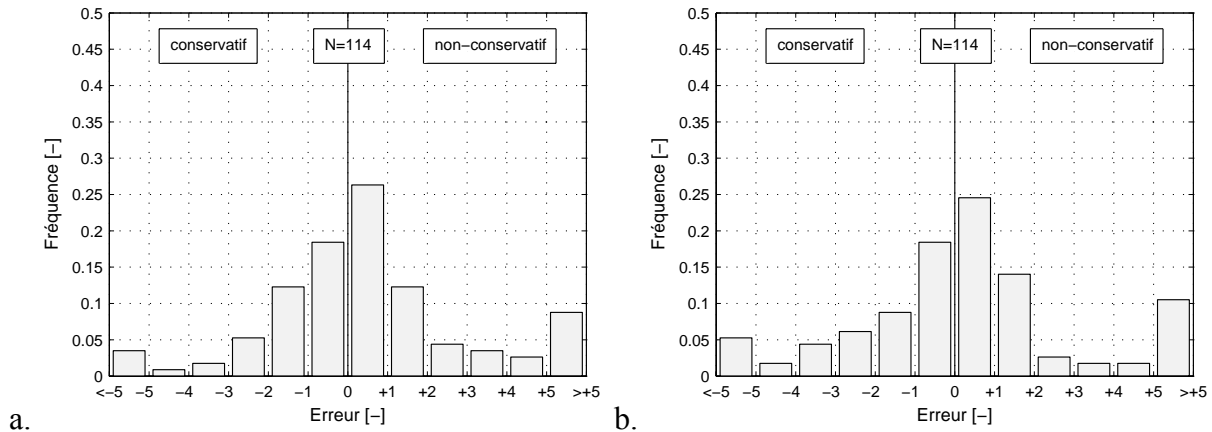 0.5
0.45
0.4
0.35
0.3
0.25
0.2
0.15
0.1
0.05
0
Fréquence [−]
conservatif
N=114
non−conservatif
<−5 −5 −4 −3 −2 −1 0 +1 +2 +3 +4 +5 >+5
Erreur [−]
a.
0.5
0.45
0.4
0.35
0.3
0.25
0.2
0.15
0.1
0.05
0
Fréquence [−]
conservatif
N=114
non−conservatif
<−5 −5 −4 −3 −2 −1 0 +1 +2 +3 +4 +5 >+5
Erreur [−]
b.